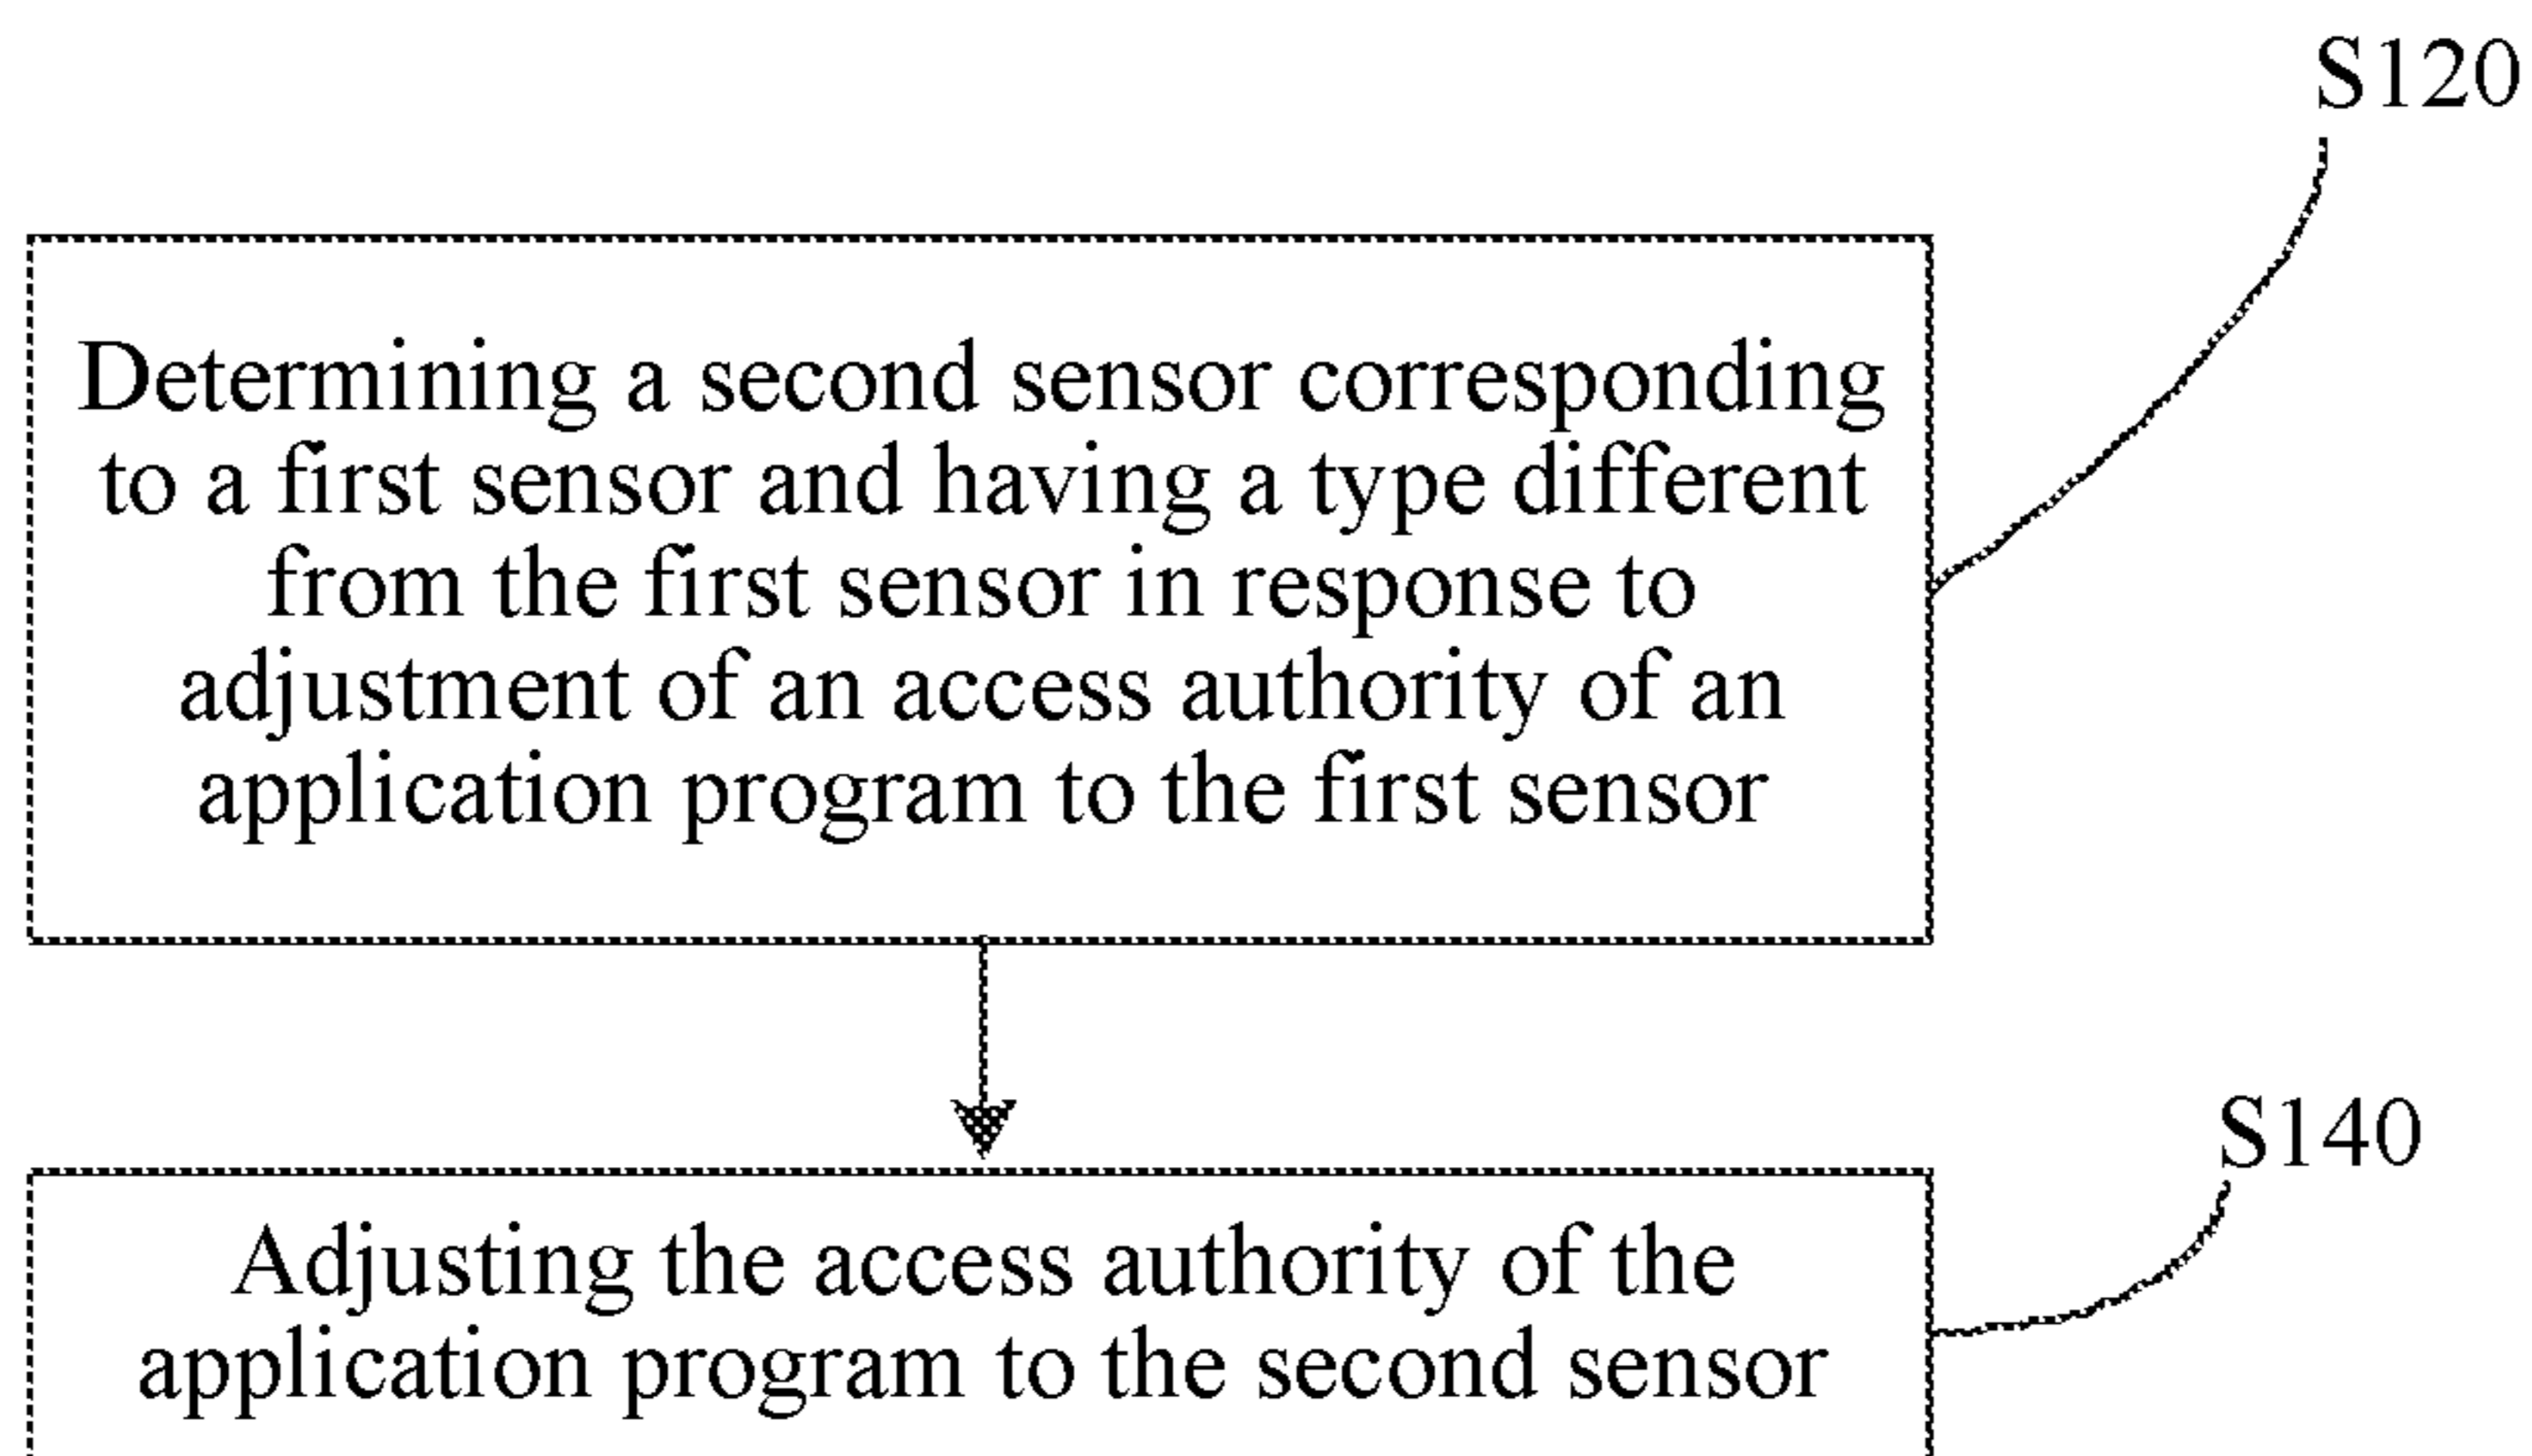 S120
Determining a second sensor corresponding
to a first sensor and having a type different
from the first sensor in response to
adjustment of an access authority of an
application program to the first sensor
S140
Adjusting the access authority of the
application program to the second sensor